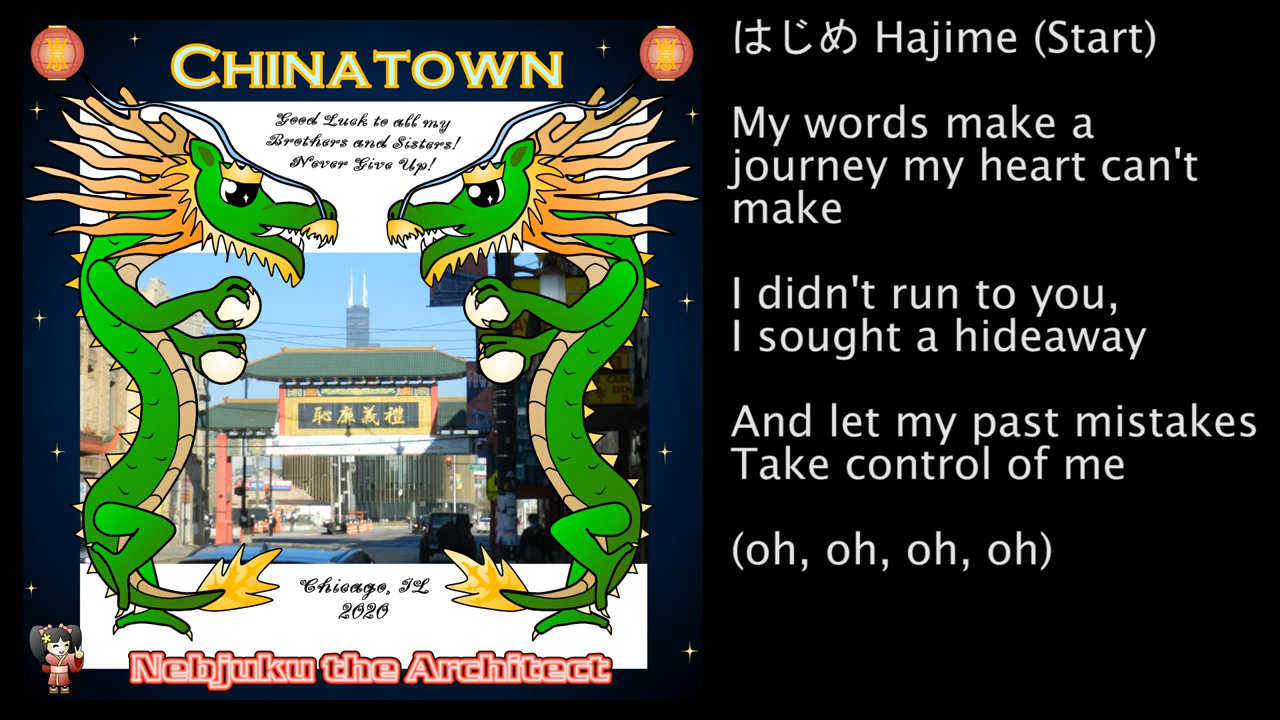 CHINATOWN
Good Luck to all my
Brothers and Sisters!
Never Give Up!
恥廉義禮
Chicago, IL
2020
Nebjuku the Architect
はじめ Hajime (Start)
My words make a
journey my heart can't
make
I didn't run to you,
I sought a hideaway
And let my past mistakes
Take control of me
(oh, oh, oh, oh)